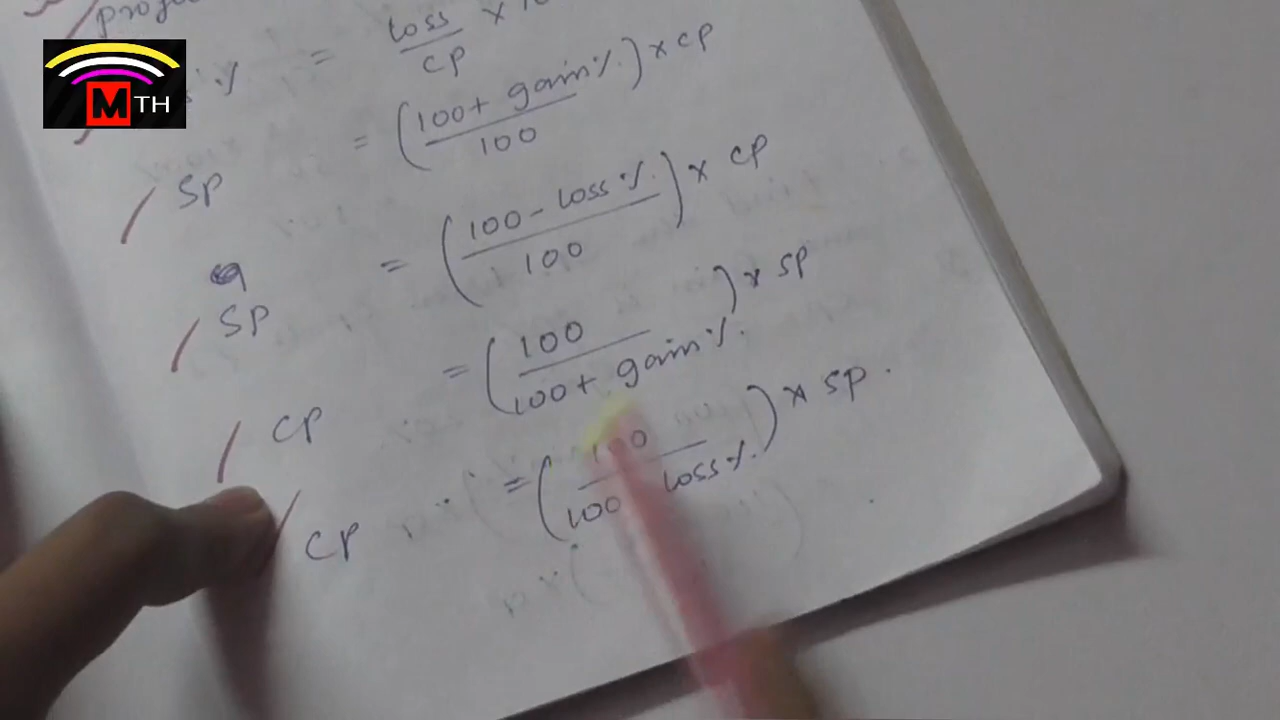 MTH
% = loss/CP ×
SP = (100+ gain%/100) × CP
SP = (100 - loss%/100) × CP
CP = (100/100+ gain%) × SP
CP = (100/100 loss%) × SP.